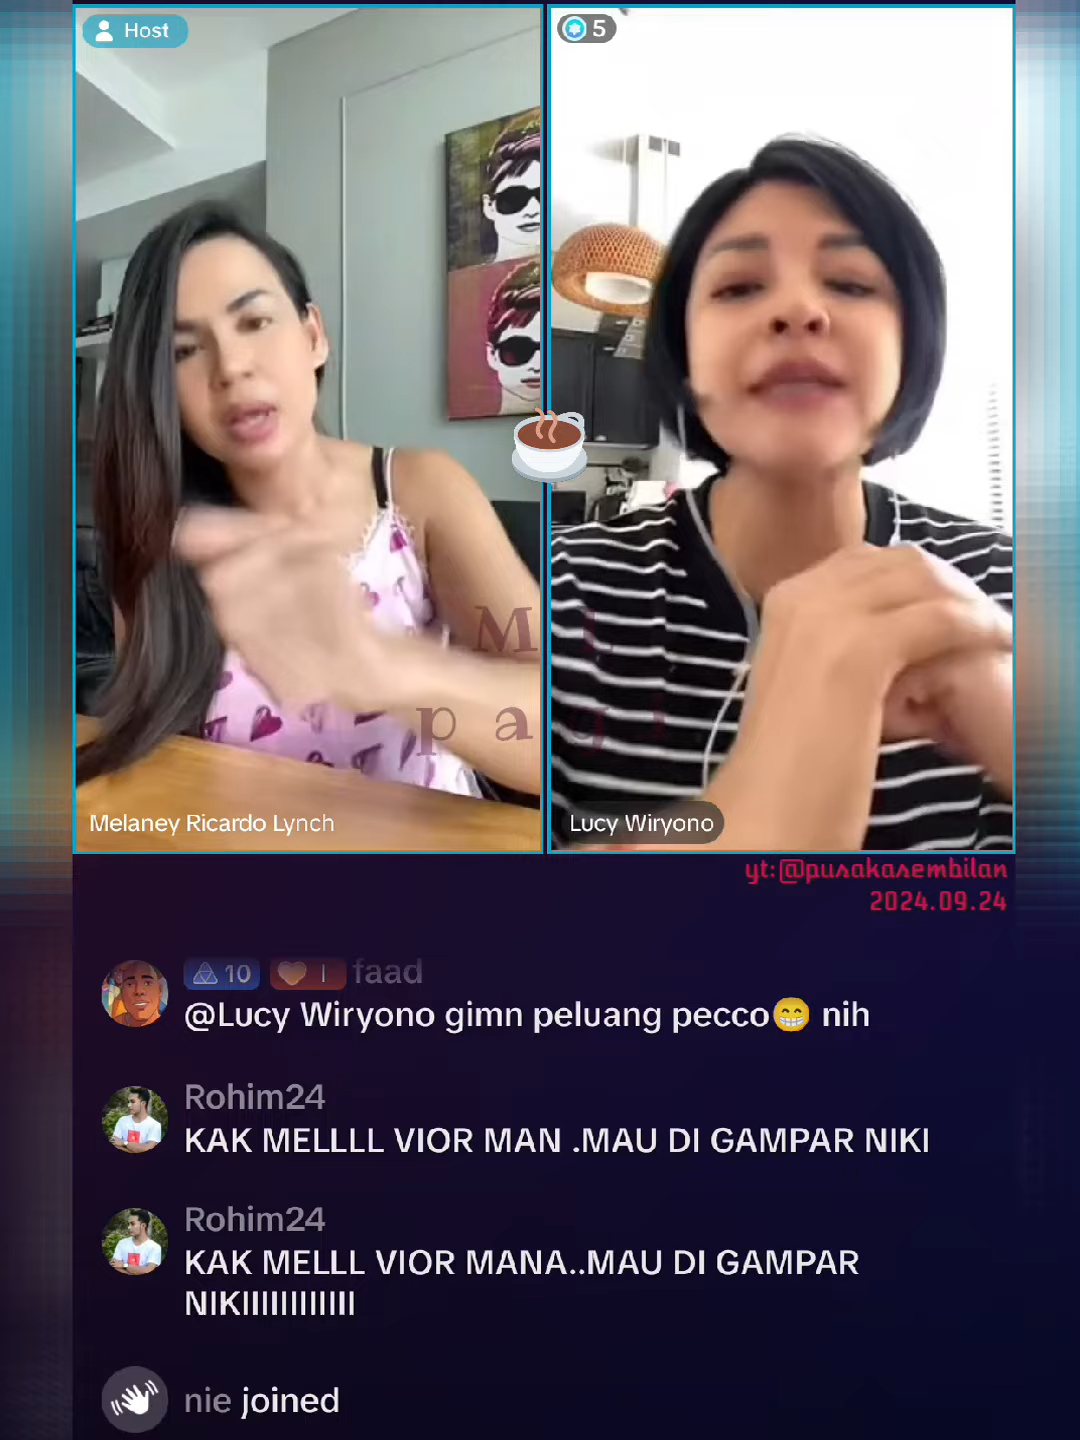 Host
5
M L
pagi
Melaney Ricardo Lynch
Lucy Wiryono
yt:@pusakasembilan
2024.09.24
10 I faad
@Lucy Wiryono gimn peluang pecco😁 nih
Rohim24
KAK MELLLL VIOR MAN .MAU DI GAMPAR NIKI
Rohim24
KAK MELLL VIOR MANA..MAU DI GAMPAR
NIKIIIIIIIIIIII
nie joined